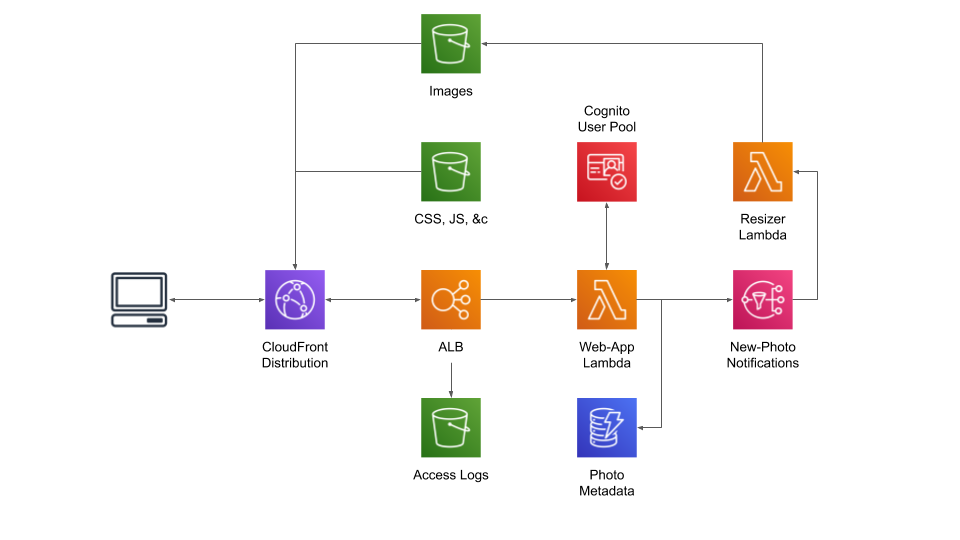 Images
Cognito
User Pool
CSS, JS, &c
Resizer
Lambda
CloudFront
Distribution
ALB
Web-App
Lambda
New-Photo
Notifications
Access Logs
Photo
Metadata